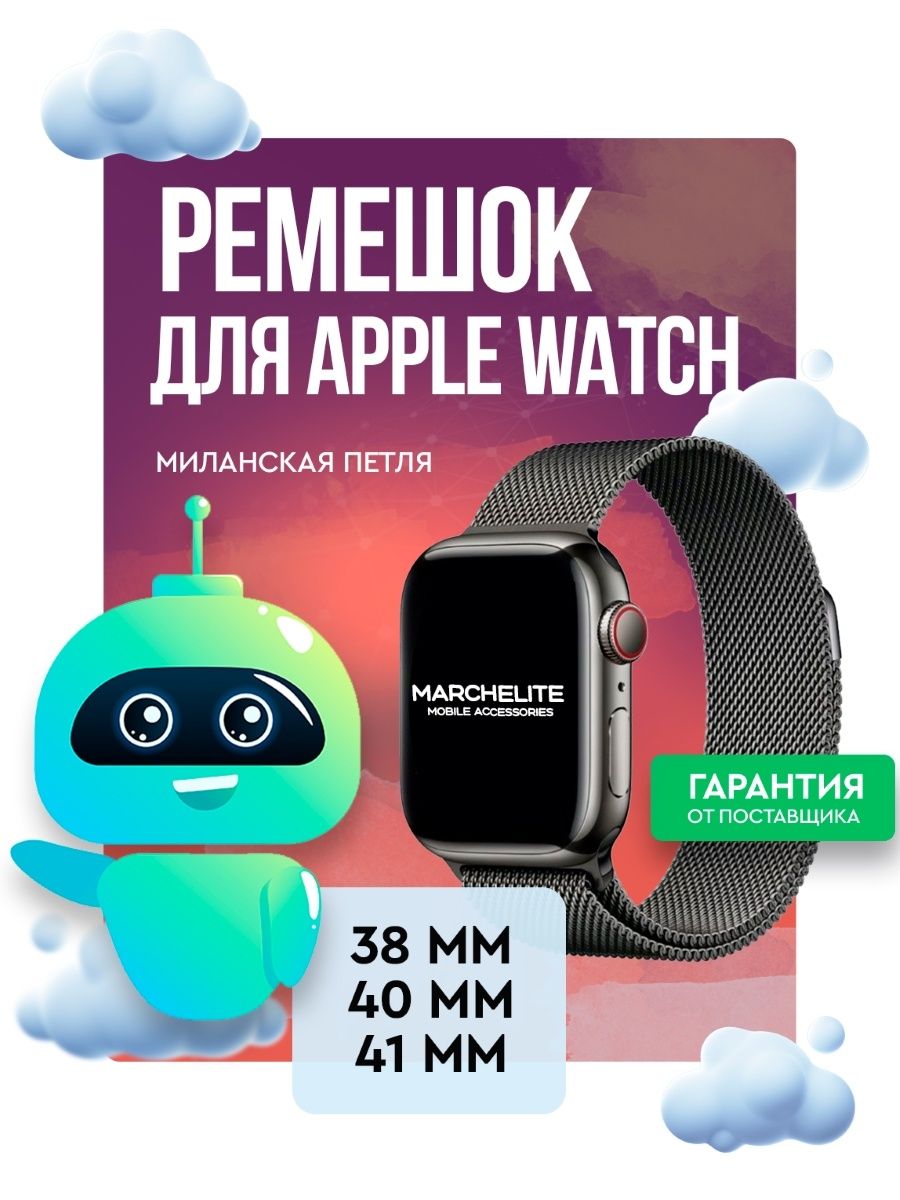 РЕМЕШОК
ДЛЯ APPLE WATCH
МИЛАНСКАЯ ПЕТЛЯ
MARCHELITE
MOBILE ACCESSORIES
ГАРАНТИЯ
ОТ ПОСТАВЩИКА
38 ММ
40 ММ
41 ММ